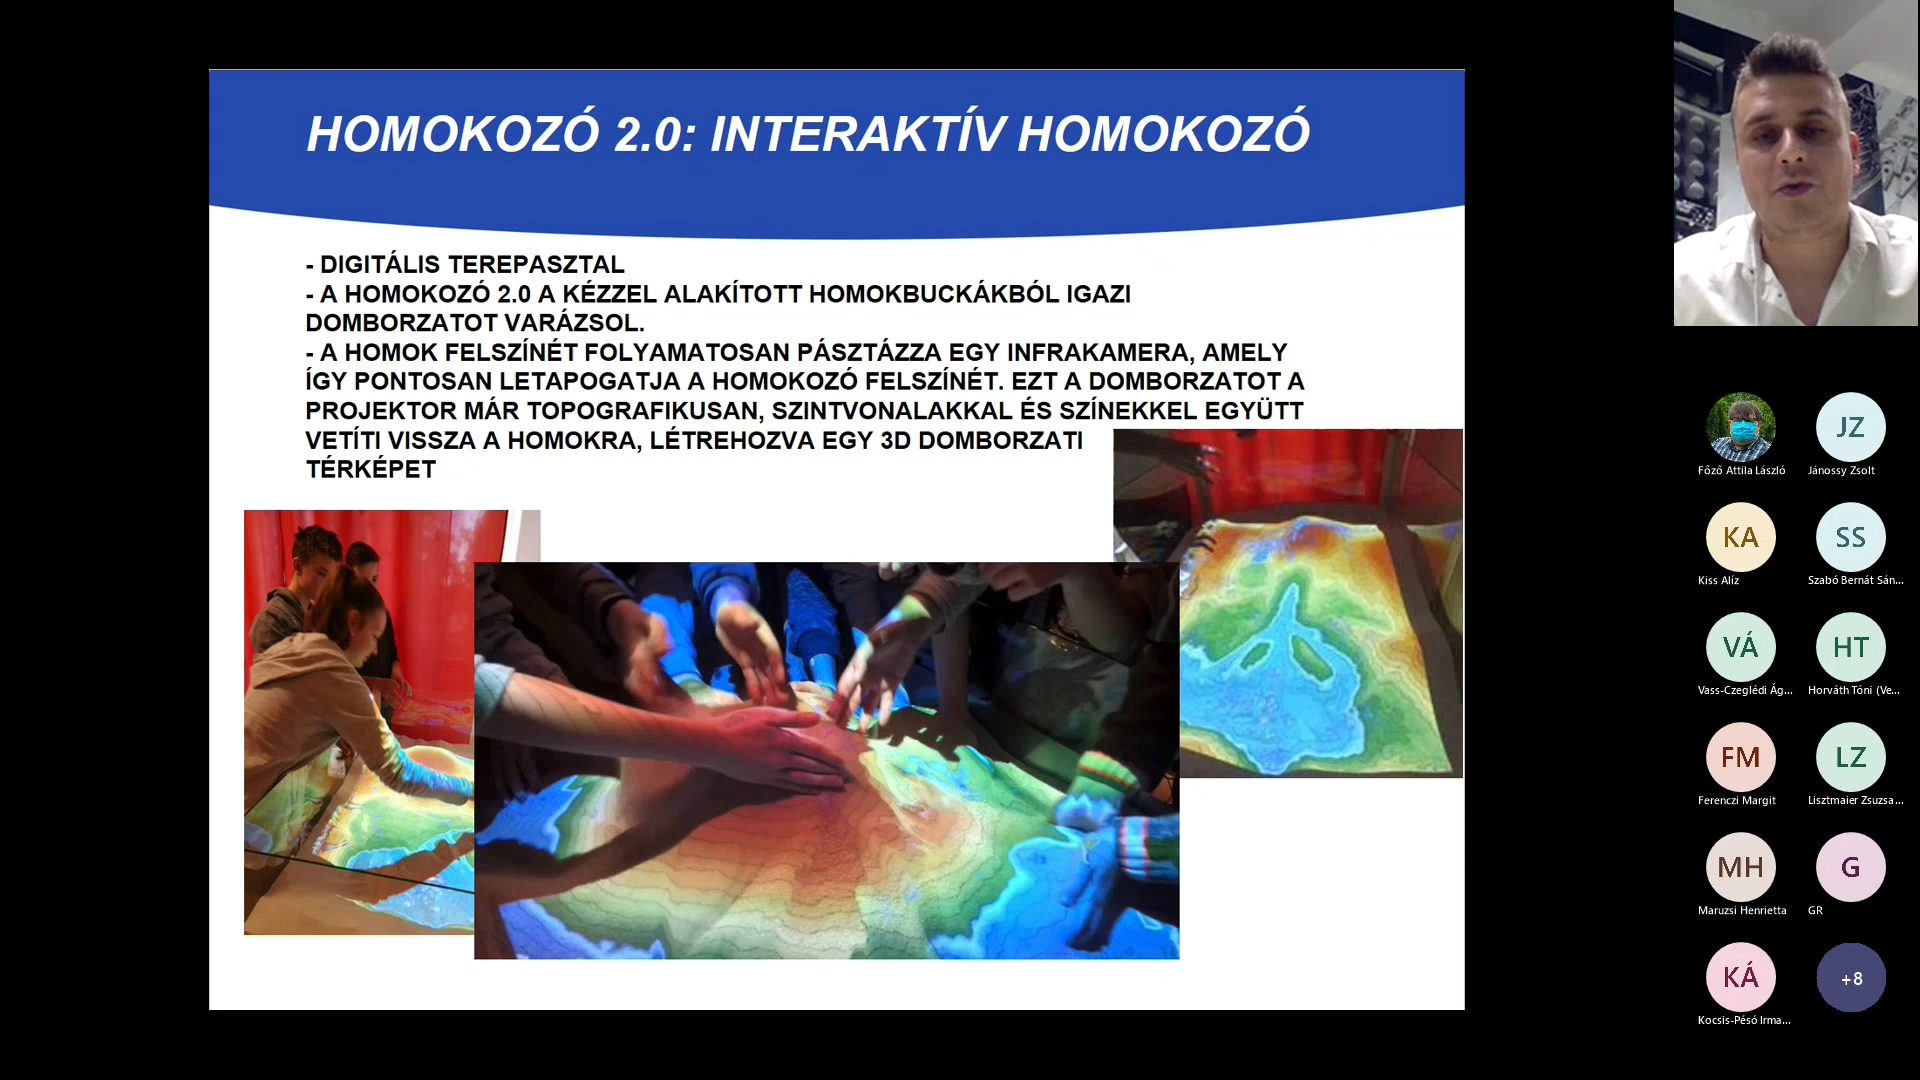 HOMOKOZÓ 2.0: INTERAKTÍV HOMOKOZÓ
- DIGITÁLIS TEREPASZTAL
- A HOMOKOZÓ 2.0 A KÉZZEL ALAKÍTOTT HOMOKBUCKÁKBÓL IGAZI
DOMBORZATOT VARÁZSOL.
- A HOMOK FELSZÍNÉT FOLYAMATOSAN PÁSZTÁZZA EGY INFRAKAMERA, AMELY
ÍGY PONTOSAN LETAPOGATJA A HOMOKOZÓ FELSZÍNÉT. EZT A DOMBORZATOT A
PROJEKTOR MÁR TOPOGRAFIKUSAN, SZINTVONALAKKAL ÉS SZÍNEKKEL EGYÜTT
VETÍTI VISSZA A HOMOKRA, LÉTREHOZVA EGY 3D DOMBORZATI
TÉRKÉPET
JZ
Főző Attila László
Jánossy Zsolt
KA
SS
Kiss Alíz
Szabó Bernát Sán...
VÁ
HT
Vass-Czeglédi Ág...
Horváth Tóni (Ve...
FM
LZ
Ferenczi Margit
Lisztmaier Zsuzsa...
MH
G
Maruzsi Henrietta
GR
KÁ
+8
Kocsis-Pésó Irma...